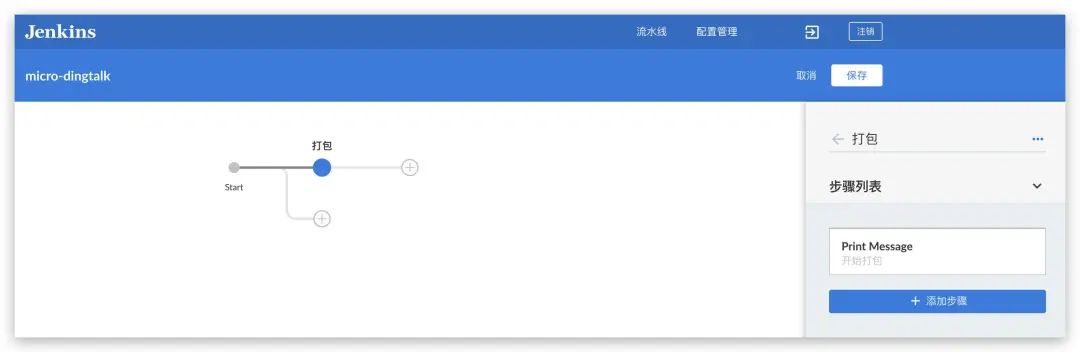 Jenkins
流水线
配置管理
注销
micro-dingtalk
取消
保存
打包
Start
打包
步骤列表
Print Message
开始打包
添加步骤